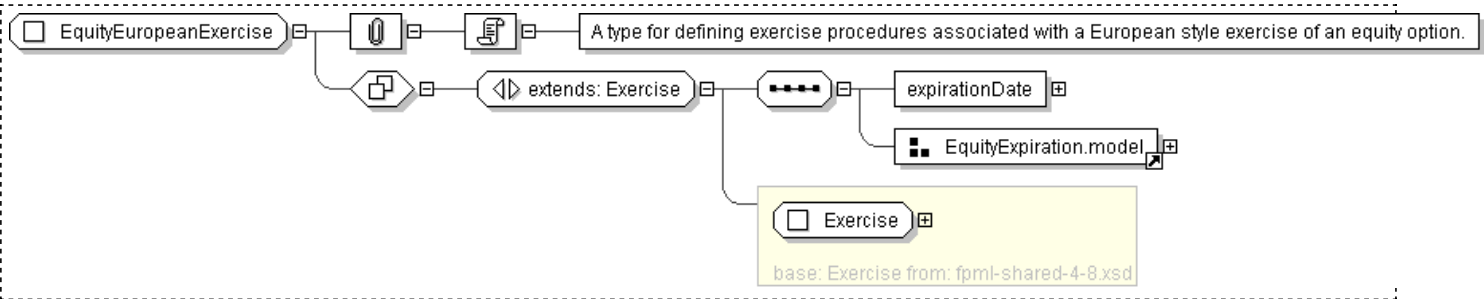 EquityEuropeanExercise
A type for defining exercise procedures associated with a European style exercise of an equity option.
extends: Exercise
expirationDate
EquityExpiration.model
Exercise
base: Exercise from: fpml-shared-4-8.xsd